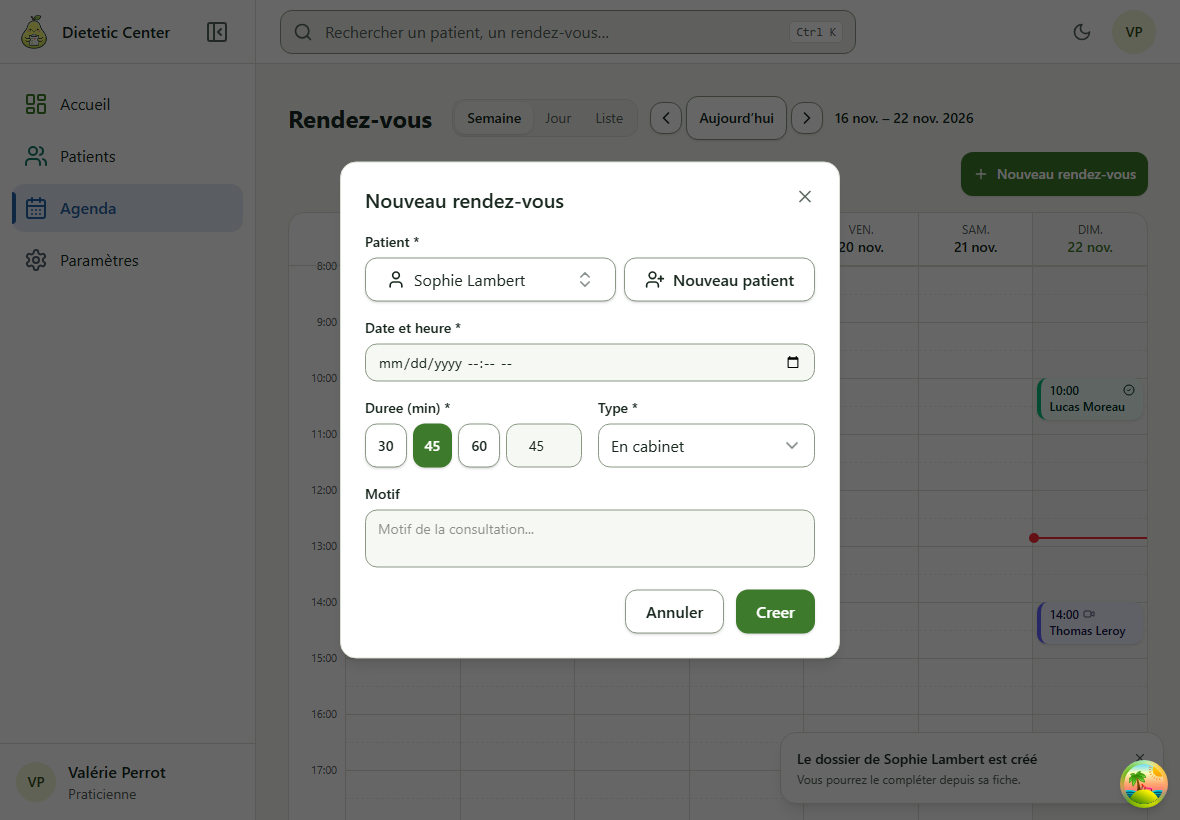 Dietetic Center
Rechercher un patient, un rendez-vous...
Ctrl K
VP
Accueil
Patients
Agenda
Paramètres
Rendez-vous
Semaine
Jour
Liste
Aujourd'hui
16 nov. – 22 nov. 2026
Nouveau rendez-vous
VEN.
20 nov.
SAM.
21 nov.
DIM.
22 nov.
8:00
9:00
10:00
11:00
12:00
13:00
14:00
15:00
16:00
17:00
10:00
Lucas Moreau
14:00
Thomas Leroy
Nouveau rendez-vous
Patient *
Sophie Lambert
Nouveau patient
Date et heure *
mm/dd/yyyy --:-- --
Duree (min) *
Type *
30
45
60
45
En cabinet
Motif
Motif de la consultation...
Annuler
Creer
Le dossier de Sophie Lambert est créé
Vous pourrez le compléter depuis sa fiche.
VP
Valérie Perrot
Praticienne